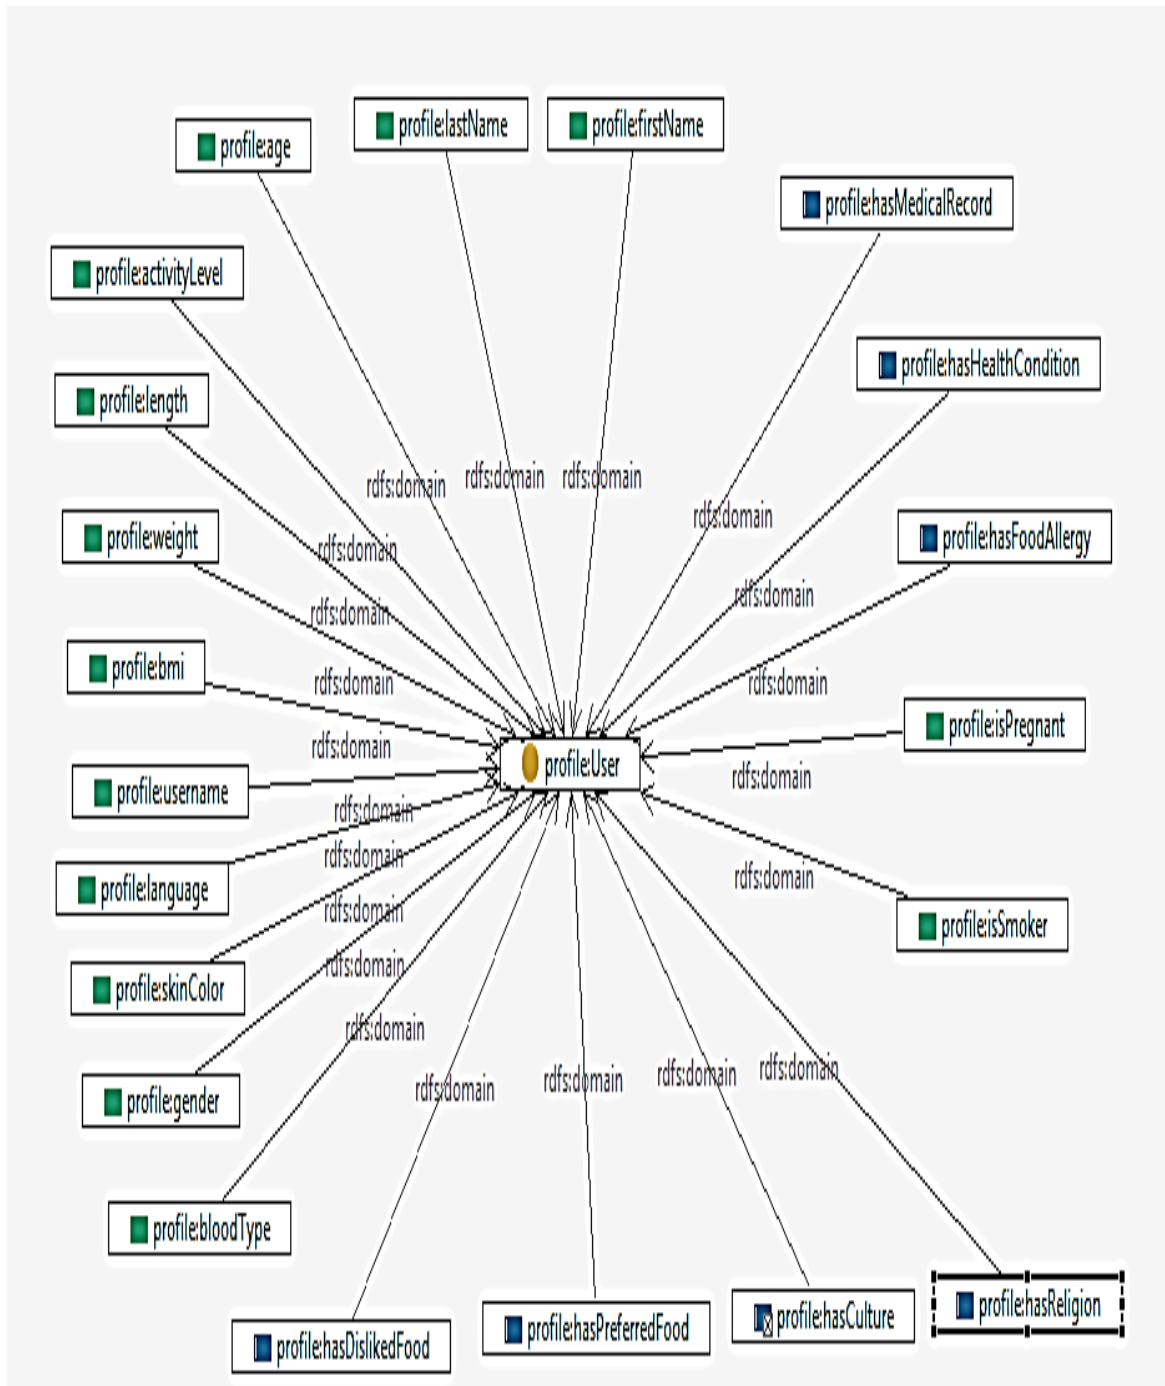 profile:lastName
profile:firstName
profile:age
profile:hasMedicalRecord
profile:activityLevel
profile:hasHealthCondition
profile:length
rdfs:domain
rdfs:domain
rdfs:domain
rdfs:domain
profile:weight
profile:hasFoodAllergy
rdfs:domain
rdfs:domain
rdfs:domain
profile:bmi
rdfs:domain
rdfs:domain
profile:isPregnant
rdfs:domain
profile:User
rdfs:domain
profile:username
rdfs:domain
rdfs:domain
rdfs:domain
profile:language
rdfs:domain
profile:isSmoker
rdfs:domain
profile:skinColor
rdfs:domain
rdfs:domain
rdfs:domain
rdfs:domain
rdfs:domain
profile:gender
profile:bloodType
profile:hasReligion
profile:hasCulture
profile:hasPreferredFood
profile:hasDislikedFood